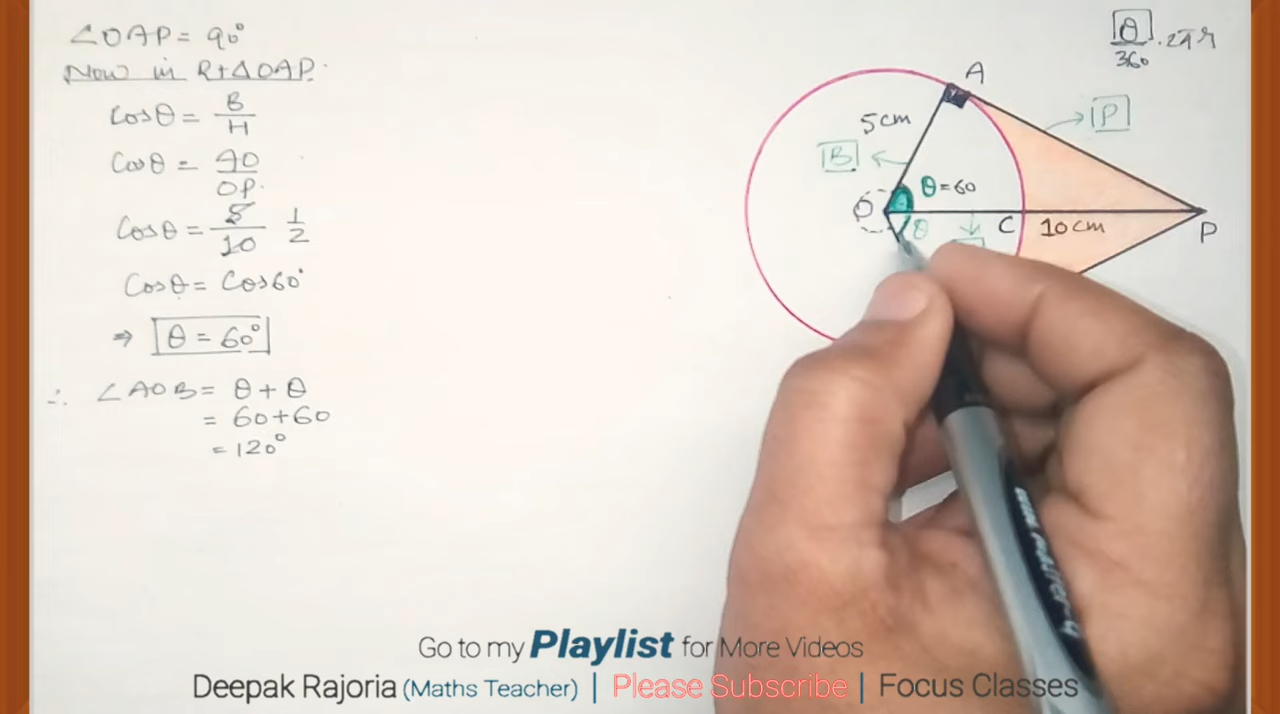 ∠OAP = 90°
Now in Rt△OAP.
Cosθ = B/H
Cosθ = AO/OP.
Cosθ = 5/10 1/2
Cosθ = Cos60°
⇒ θ = 60°
∴ ∠AOB = θ + θ
= 60+60
= 120°
θ/360 . 2πr
A
5cm
P
B
θ=60
O
θ
C
10cm
P
Go to my Playlist for More Videos
Deepak Rajoria (Maths Teacher) | Please Subscribe | Focus Classes